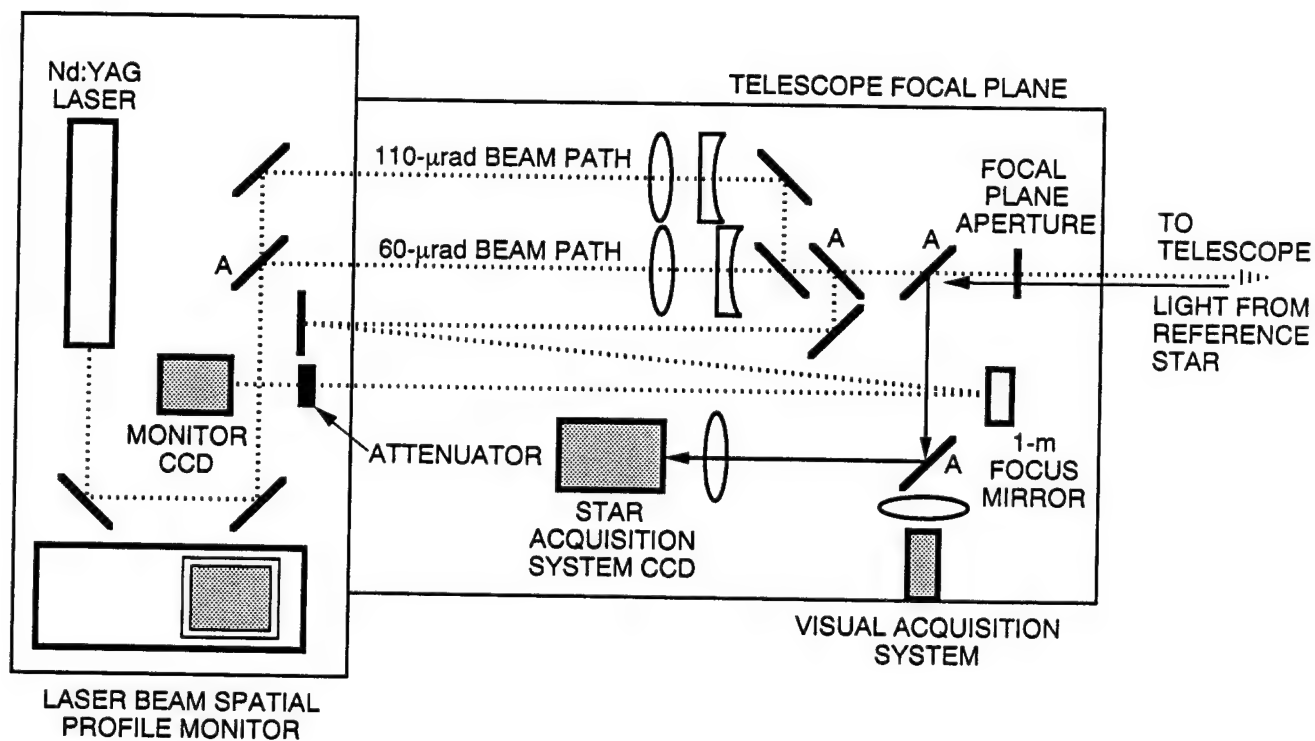 Nd:YAG
LASER
TELESCOPE FOCAL PLANE
110-μrad BEAM PATH
FOCAL
PLANE
APERTURE
TO
TELESCOPE
A
60-μrad BEAM PATH
A
A
LIGHT FROM
REFERENCE
STAR
MONITOR
CCD
ATTENUATOR
A
1-m
FOCUS
MIRROR
STAR
ACQUISITION
SYSTEM CCD
VISUAL ACQUISITION
SYSTEM
LASER BEAM SPATIAL
PROFILE MONITOR